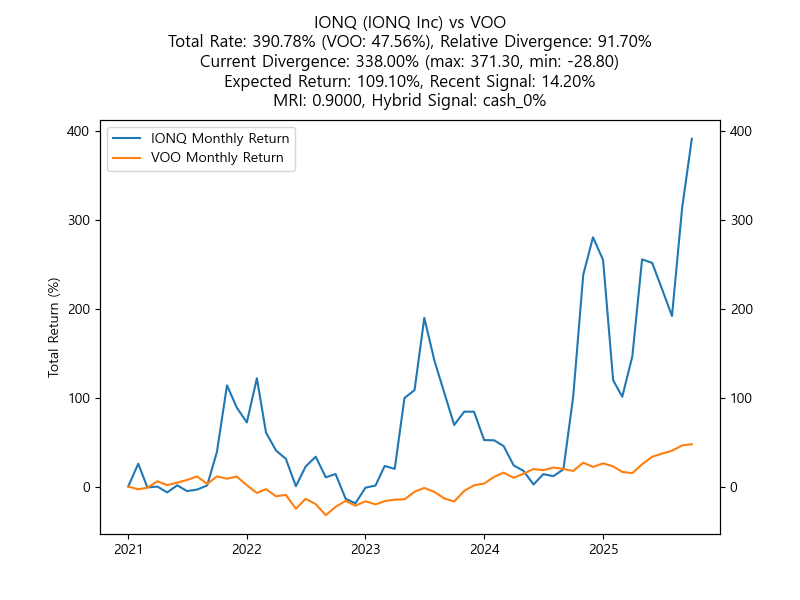 IONQ (IONQ Inc) vs VOO
Total Rate: 390.78% (VOO: 47.56%), Relative Divergence: 91.70%
Current Divergence: 338.00% (max: 371.30, min: -28.80)
Expected Return: 109.10%, Recent Signal: 14.20%
MRI: 0.9000, Hybrid Signal: cash_0%
IONQ Monthly Return
VOO Monthly Return
Total Return (%)
400
300
200
100
0
400
300
200
100
0
2021
2022
2023
2024
2025